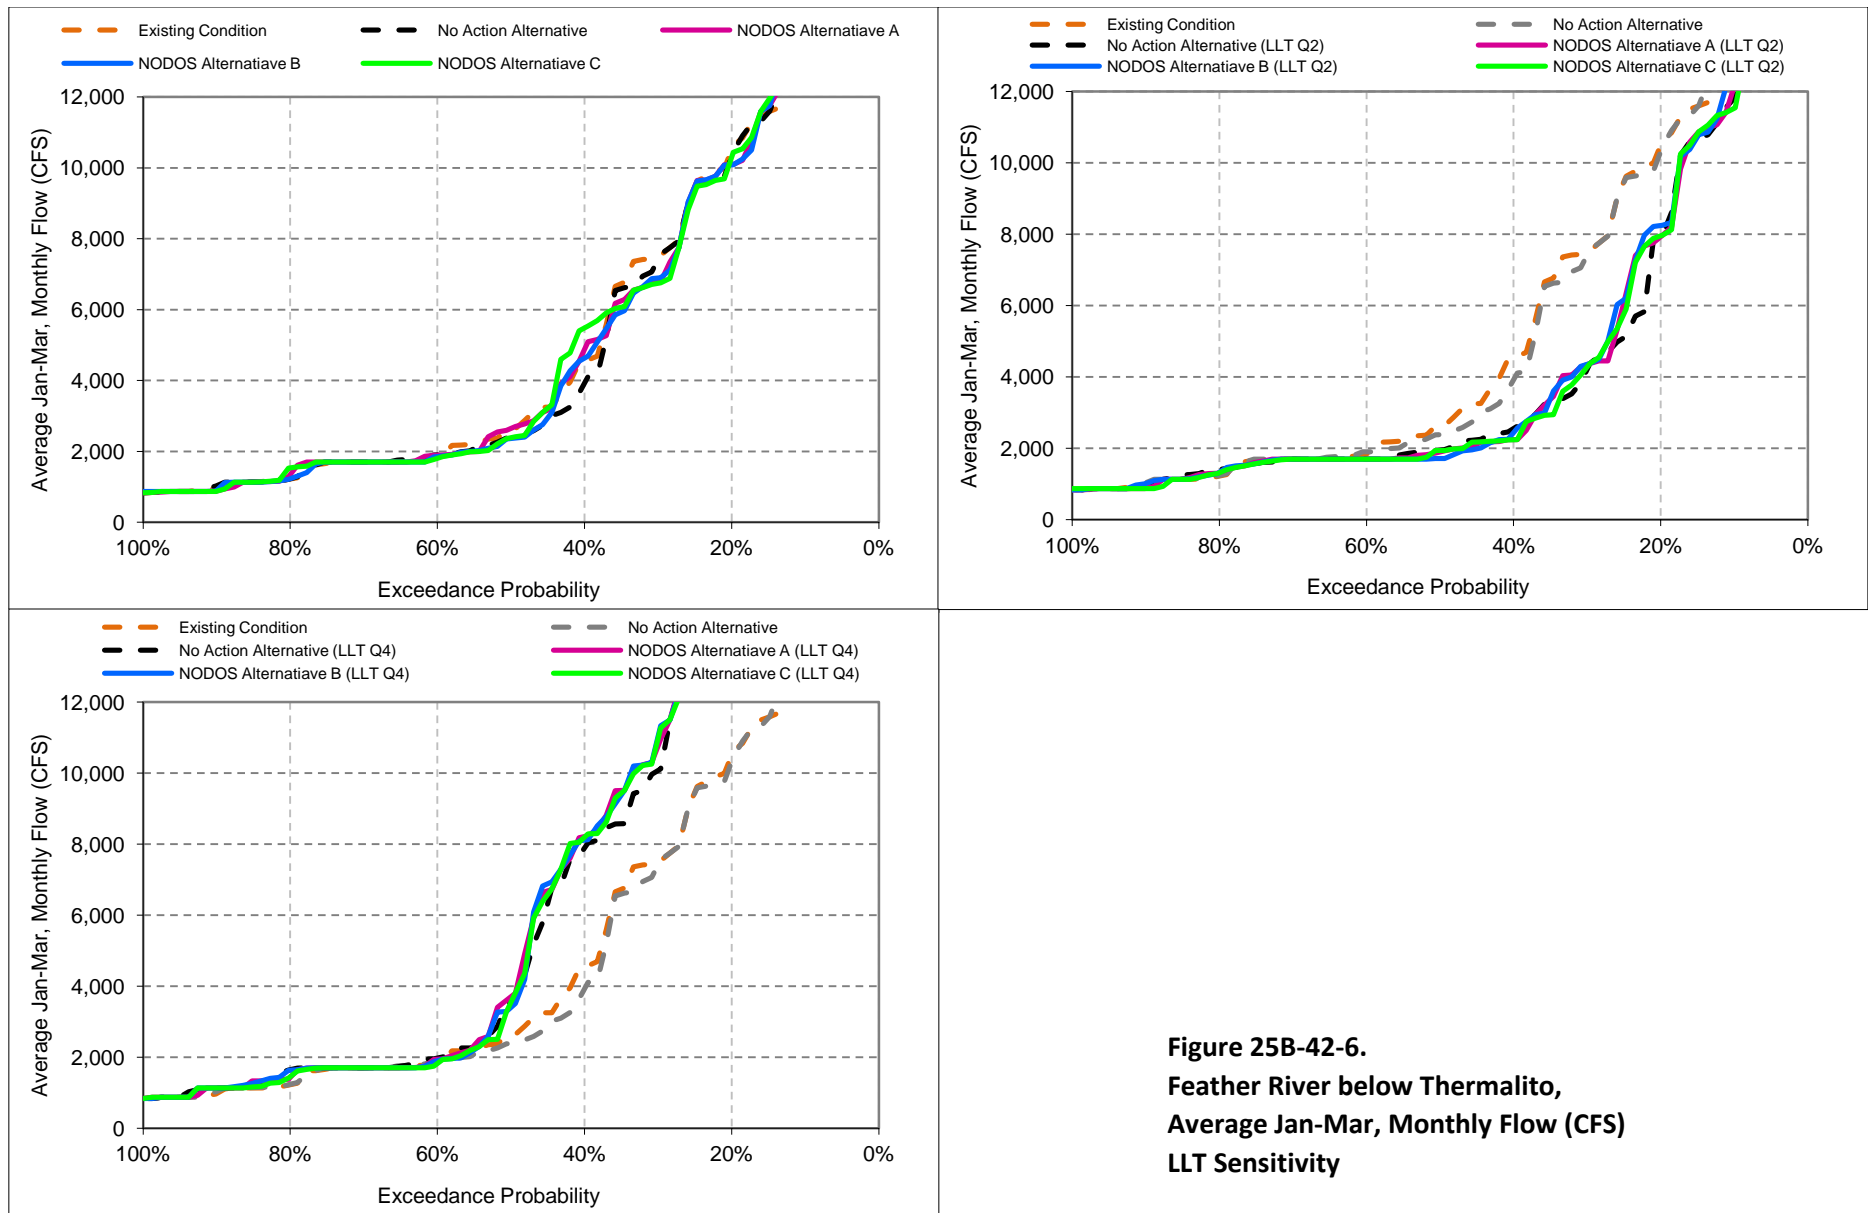 Existing Condition
No Action Alternative
NODOS Alternatiave A
NODOS Alternatiave B
NODOS Alternatiave C
12,000
10,000
8,000
6,000
4,000
2,000
0
Average Jan-Mar, Monthly Flow (CFS)
100%
80%
60%
40%
20%
0%
Exceedance Probability
Existing Condition
No Action Alternative
No Action Alternative (LLT Q2)
NODOS Alternatiave A (LLT Q2)
NODOS Alternatiave B (LLT Q2)
NODOS Alternatiave C (LLT Q2)
12,000
10,000
8,000
6,000
4,000
2,000
0
Average Jan-Mar, Monthly Flow (CFS)
100%
80%
60%
40%
20%
0%
Exceedance Probability
Existing Condition
No Action Alternative
No Action Alternative (LLT Q4)
NODOS Alternatiave A (LLT Q4)
NODOS Alternatiave B (LLT Q4)
NODOS Alternatiave C (LLT Q4)
12,000
10,000
8,000
6,000
4,000
2,000
0
Average Jan-Mar, Monthly Flow (CFS)
100%
80%
60%
40%
20%
0%
Exceedance Probability
Figure 25B-42-6.
Feather River below Thermalito,
Average Jan-Mar, Monthly Flow (CFS)
LLT Sensitivity